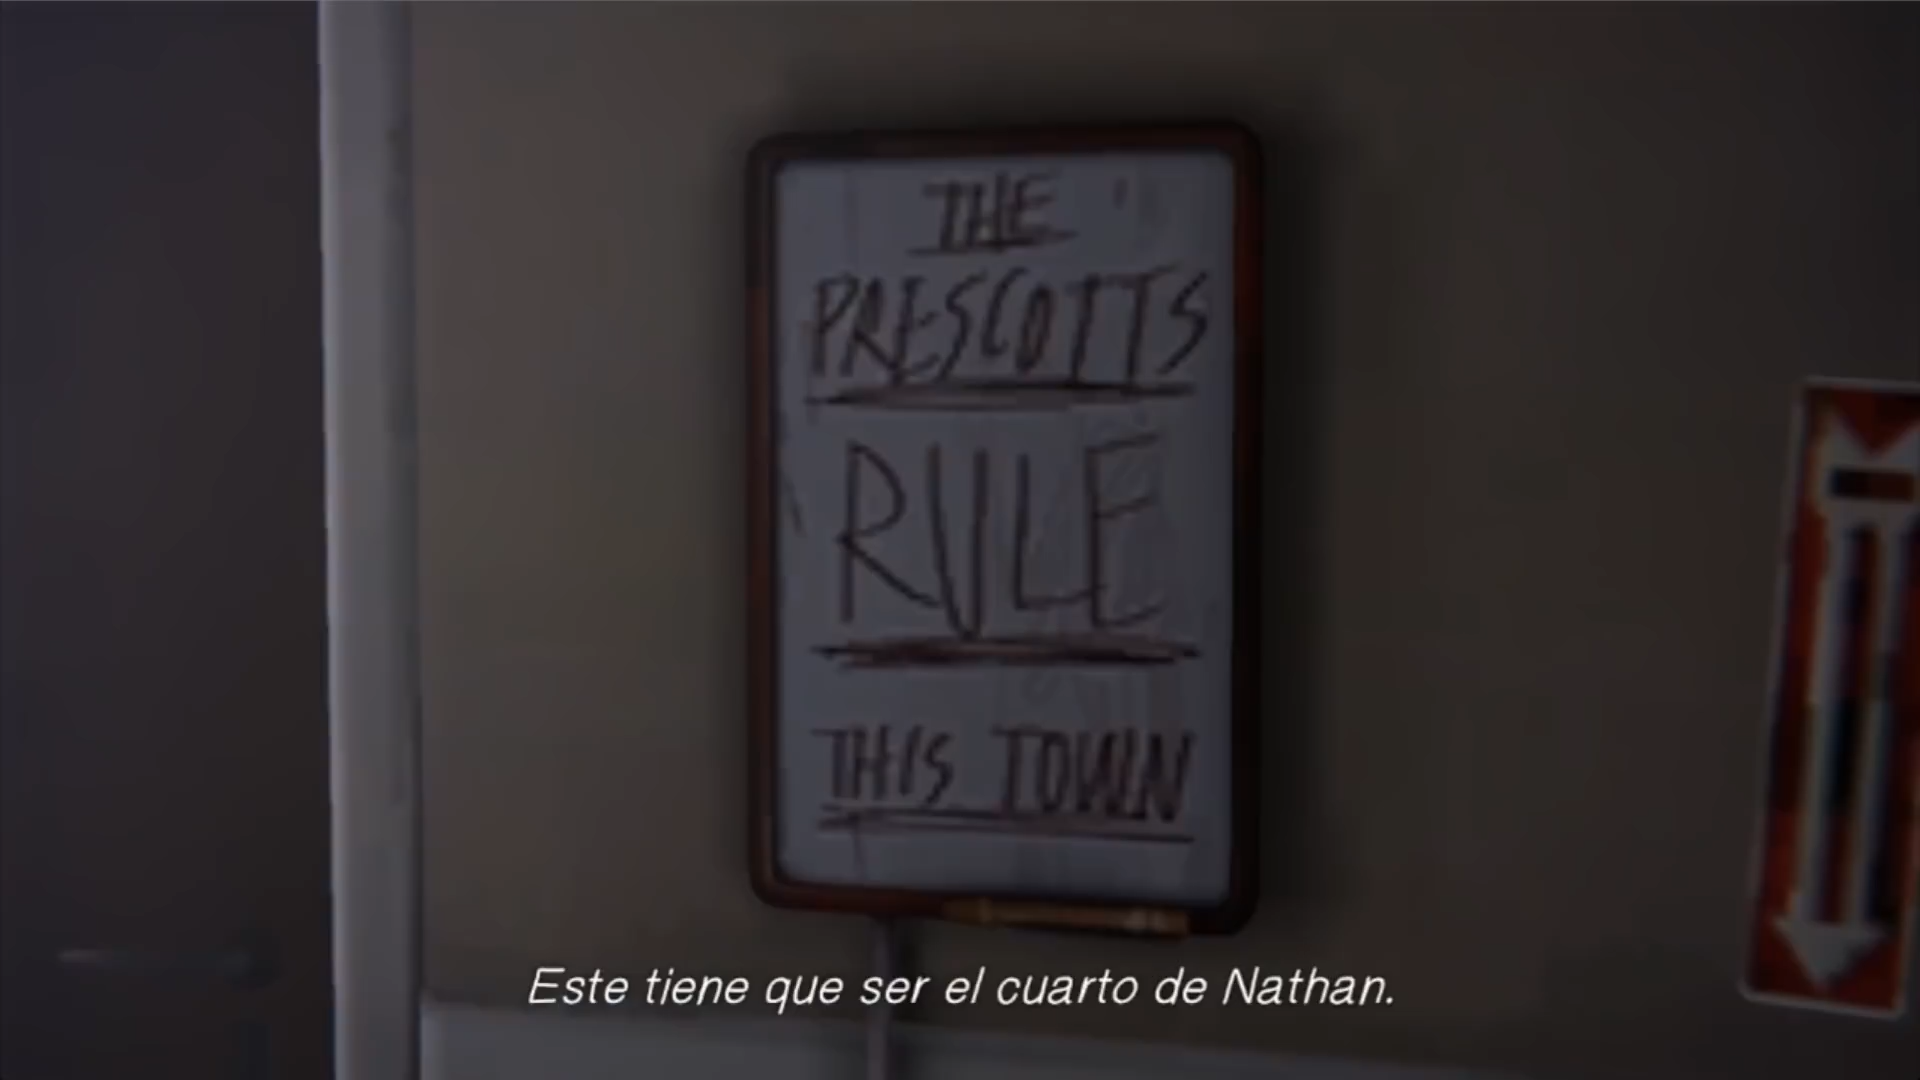 THE
PRESCOTTS
RULE
THIS TOWN
Este tiene que ser el cuarto de Nathan.